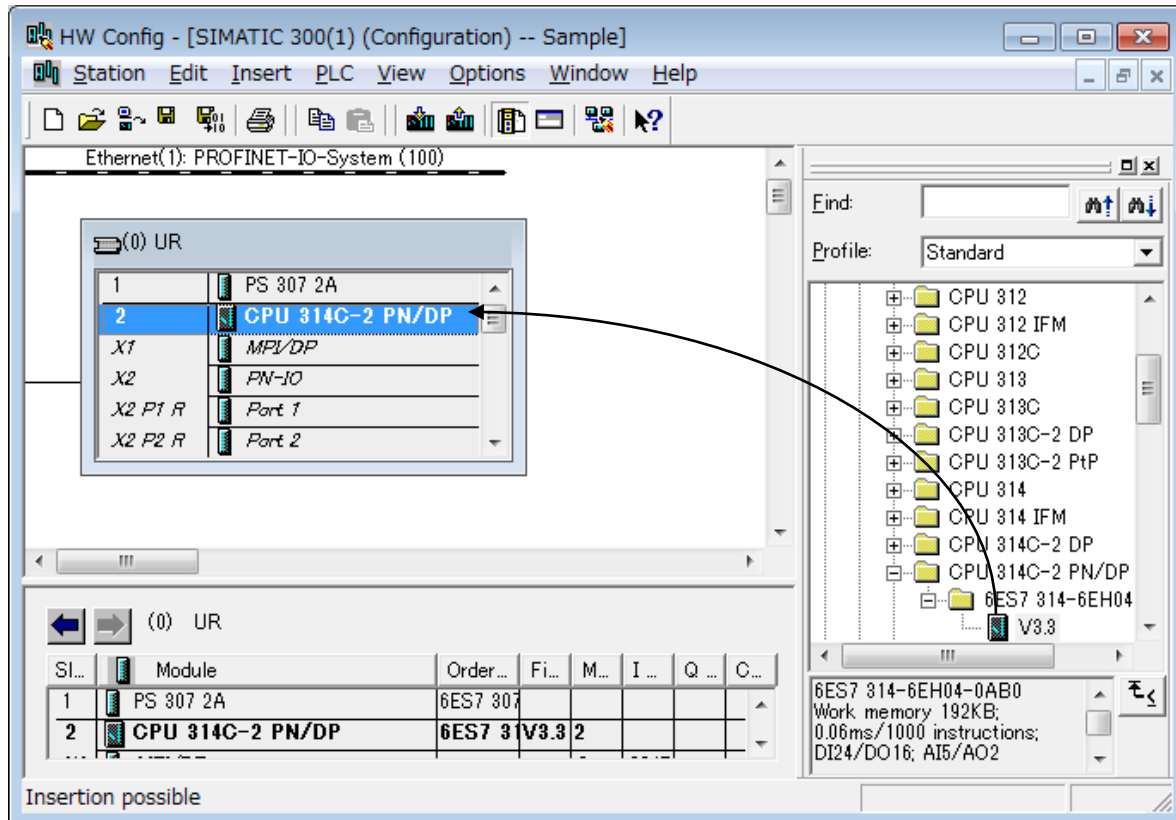 HW Config - [SIMATIC 300(1) (Configuration) -- Sample]
Station Edit Insert PLC View Options Window Help
Ethernet(1): PROFINET-IO-System (100)
(0) UR
1 PS 307 2A
2 CPU 314C-2 PN/DP
X1 MPI/DP
X2 PN-IO
X2 P1 R Port 1
X2 P2 R Port 2
Find:
Profile: Standard
CPU 312
CPU 312 IFM
CPU 312C
CPU 313
CPU 313C
CPU 313C-2 DP
CPU 313C-2 PtP
CPU 314
CPU 314 IFM
CPU 314C-2 DP
CPU 314C-2 PN/DP
6ES7 314-6EH04
V3.3
(0) UR
Sl... Module Order... Fi... M... I ... Q ... C...
1 PS 307 2A 6ES7 307
2 CPU 314C-2 PN/DP 6ES7 31 V3.3 2
6ES7 314-6EH04-0AB0
Work memory 192KB;
0.06ms/1000 instructions;
DI24/DO16; AI5/AO2
Insertion possible